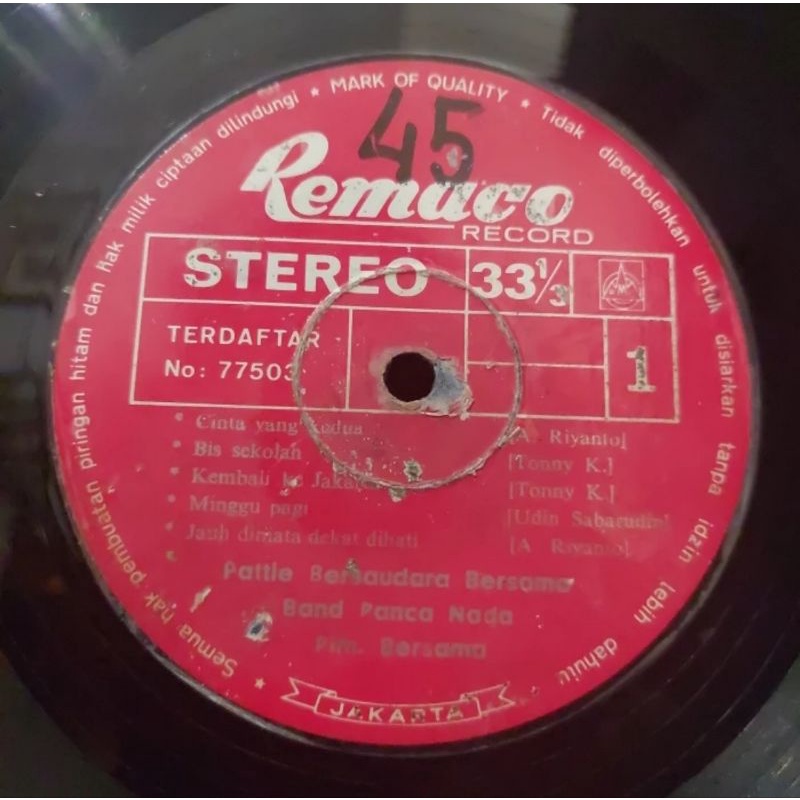 Semua hak pembuatan piringan hitam dan hak milik ciptaan dilindungi * MARK OF QUALITY * Tidak diperbolehkan untuk disiarkan tanpa idzin lebih dahulu *
45
Remaco
RECORD
STEREO 33⅓
TERDAFTAR
No: 77503
1
* Cinta yang kedua [A. Riyanto]
* Bis sekolah [Tonny K.]
* Kembali ke Jakarta [Tonny K.]
* Minggu pagi [Udin Sabarudin]
* Jauh dimata dekat dihati [A Riyanto]
* Pattie Bersaudara Bersama
Band Panca Nada
Pim. Bersama
JAKARTA